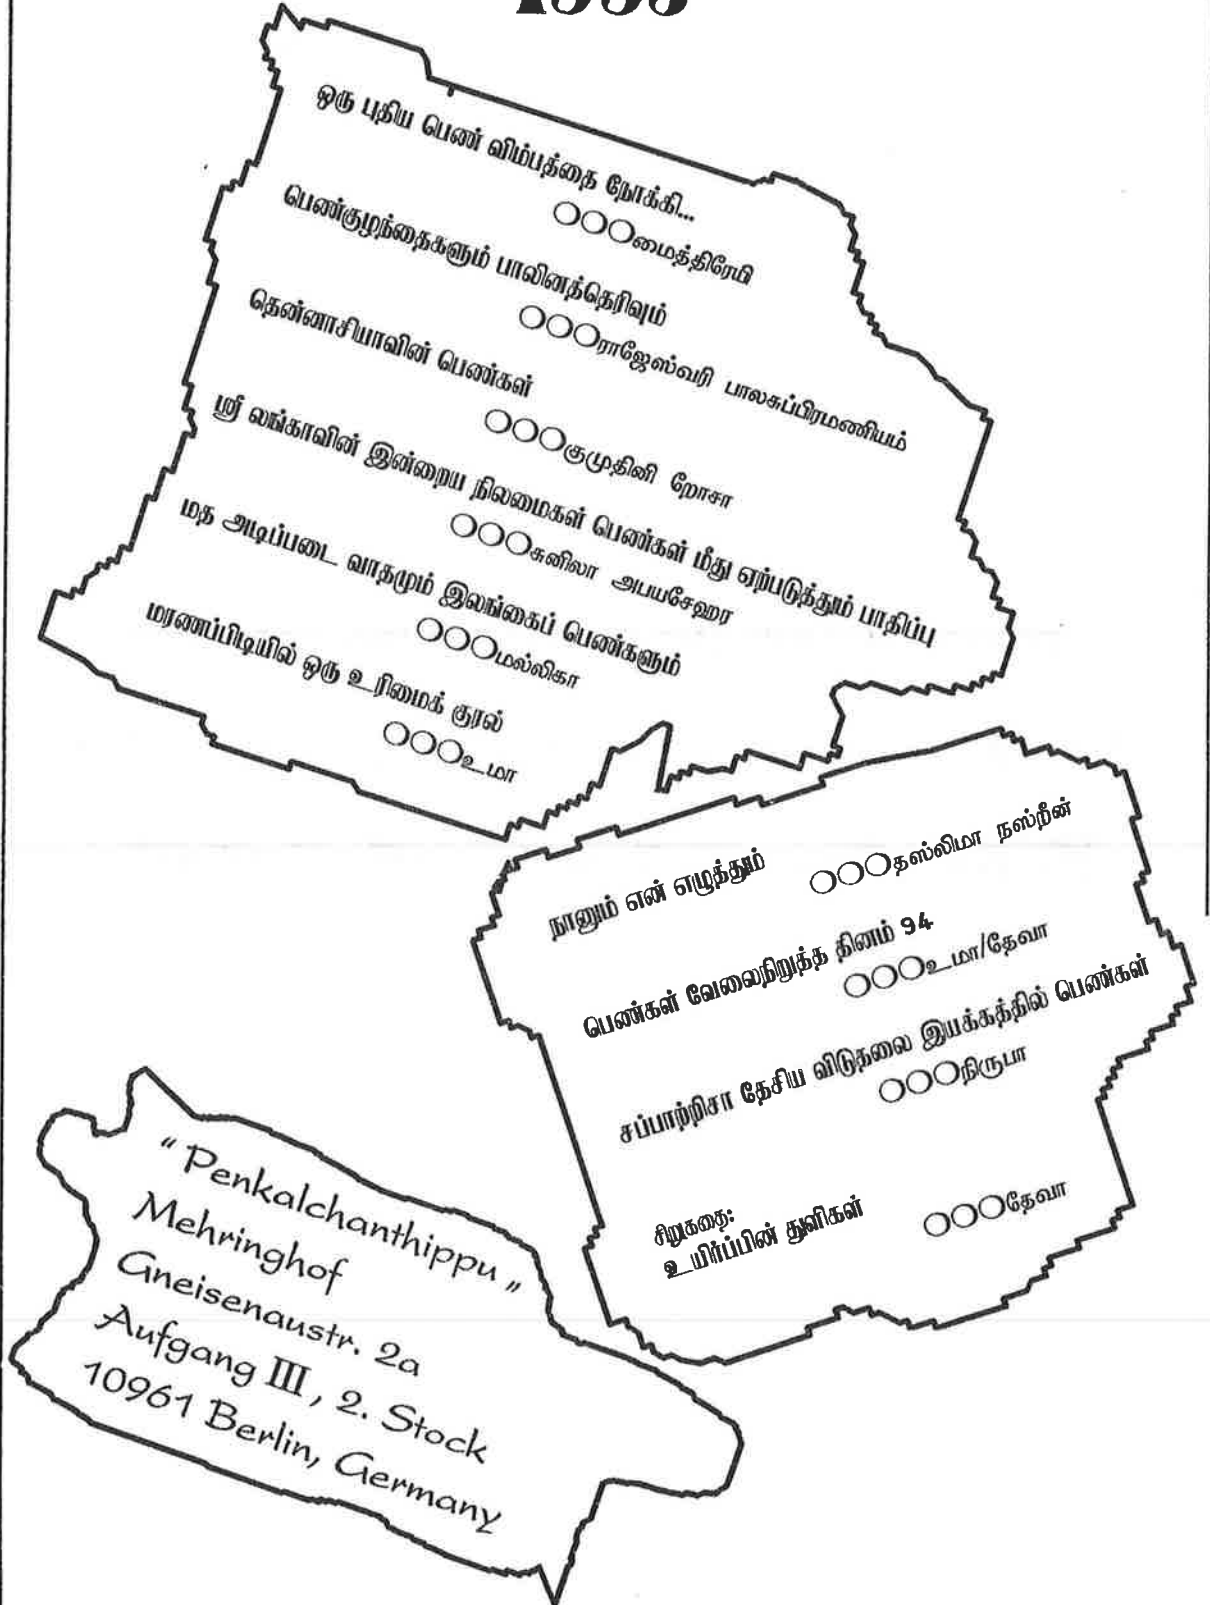 ஒரு புதிய பெண் விம்பத்தை நோக்கி...
○○○மைத்திரேயி
பெண்குழந்தைகளும் பாலினத்தெரிவும்
○○○ராஜேஸ்வரி பாலசுப்பிரமணியம்
தென்னாசியாவின் பெண்கள்
○○○குமுதினி றோசா
ஸ்ரீ லங்காவின் இன்றைய நிலமைகள் பெண்கள் மீது ஏற்படுத்தும் பாதிப்பு
○○○சுனிலா அபயசேஹர
மத அடிப்படை வாதமும் இலங்கைப் பெண்களும்
○○○மல்லிகா
மரணப்பிடியில் ஒரு உரிமைக் குரல்
○○○உமா
நானும் என் எழுத்தும் ○○○தஸ்லிமா நஸ்றீன்
பெண்கள் வேலைநிறுத்த தினம் 94
○○○உமா/தேவா
சப்பாற்றிசா தேசிய விடுதலை இயக்கத்தில் பெண்கள்
○○○நிருபா
சிறுகதை:
உயிர்ப்பின் துளிகள் ○○○தேவா
“Penkalchanthippu”
Mehringhof
Gneisenaustr. 2a
Aufgang III, 2. Stock
10961 Berlin, Germany